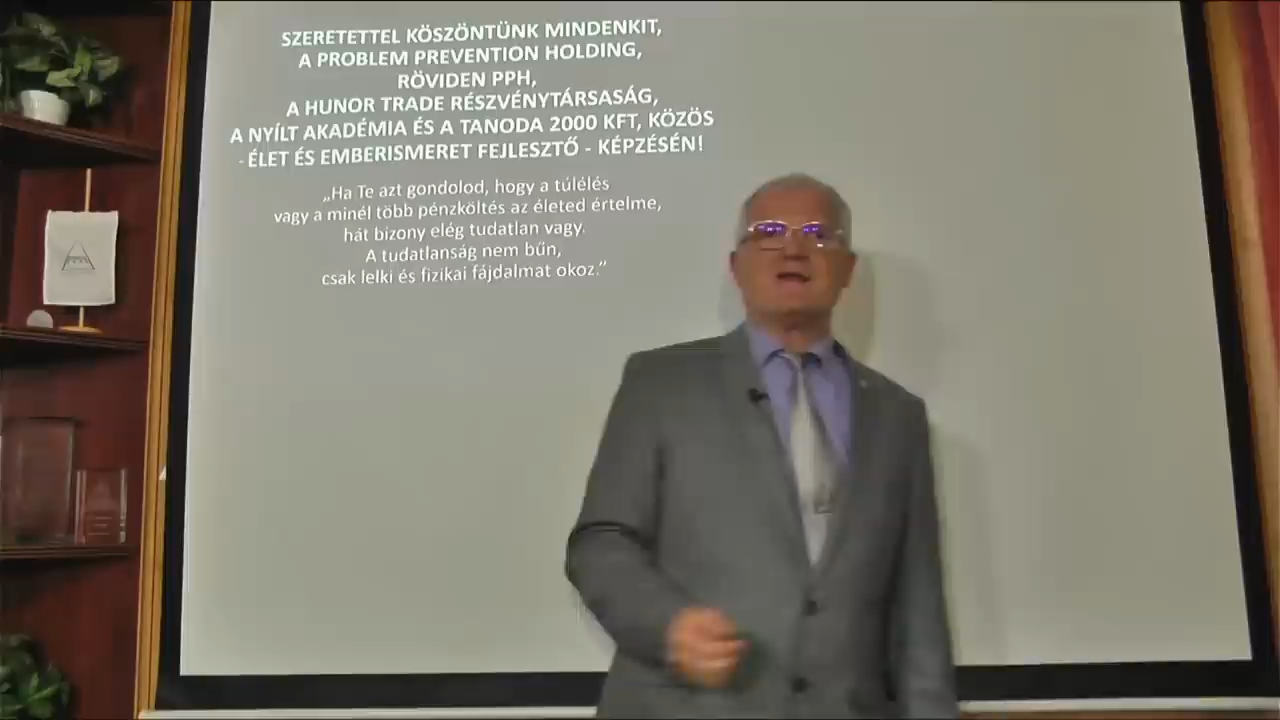 SZERETETTEL KÖSZÖNTÜNK MINDENKIT,
A PROBLEM PREVENTION HOLDING,
RÖVIDEN PPH,
A HUNOR TRADE RÉSZVÉNYTÁRSASÁG,
A NYÍLT AKADÉMIA ÉS A TANODA 2000 KFT, KÖZÖS
- ÉLET ÉS EMBERISMERET FEJLESZTŐ - KÉPZÉSÉN!
„Ha Te azt gondolod, hogy a túlélés
vagy a minél több pénzköltés az életed értelme,
hát bizony elég tudatlan vagy.
A tudatlanság nem bűn,
csak lelki és fizikai fájdalmat okoz.”